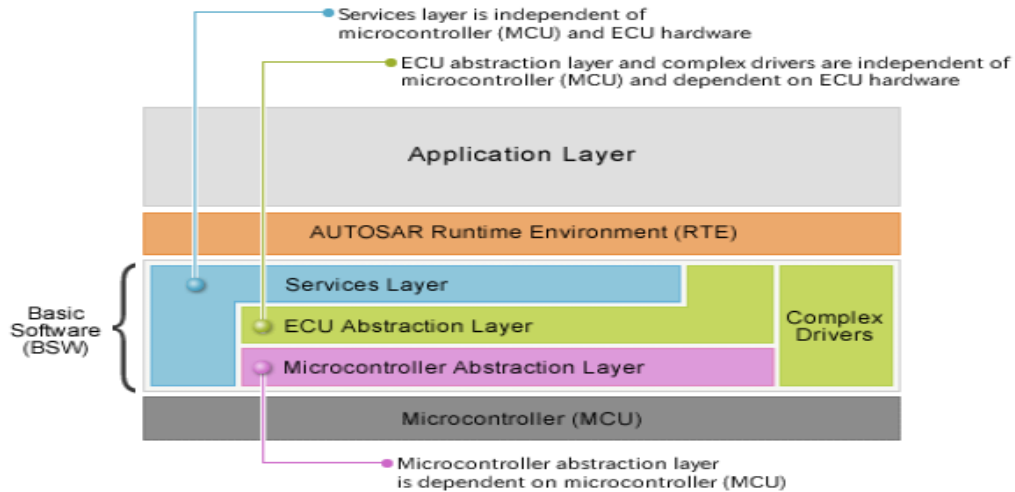 Services layer is independent of
microcontroller (MCU) and ECU hardware
ECU abstraction layer and complex drivers are independent of
microcontroller (MCU) and dependent on ECU hardware
Application Layer
AUTOSAR Runtime Environment (RTE)
Basic
Software
(BSW)
Services Layer
ECU Abstraction Layer
Microcontroller Abstraction Layer
Complex
Drivers
Microcontroller (MCU)
Microcontroller abstraction layer
is dependent on microcontroller (MCU)